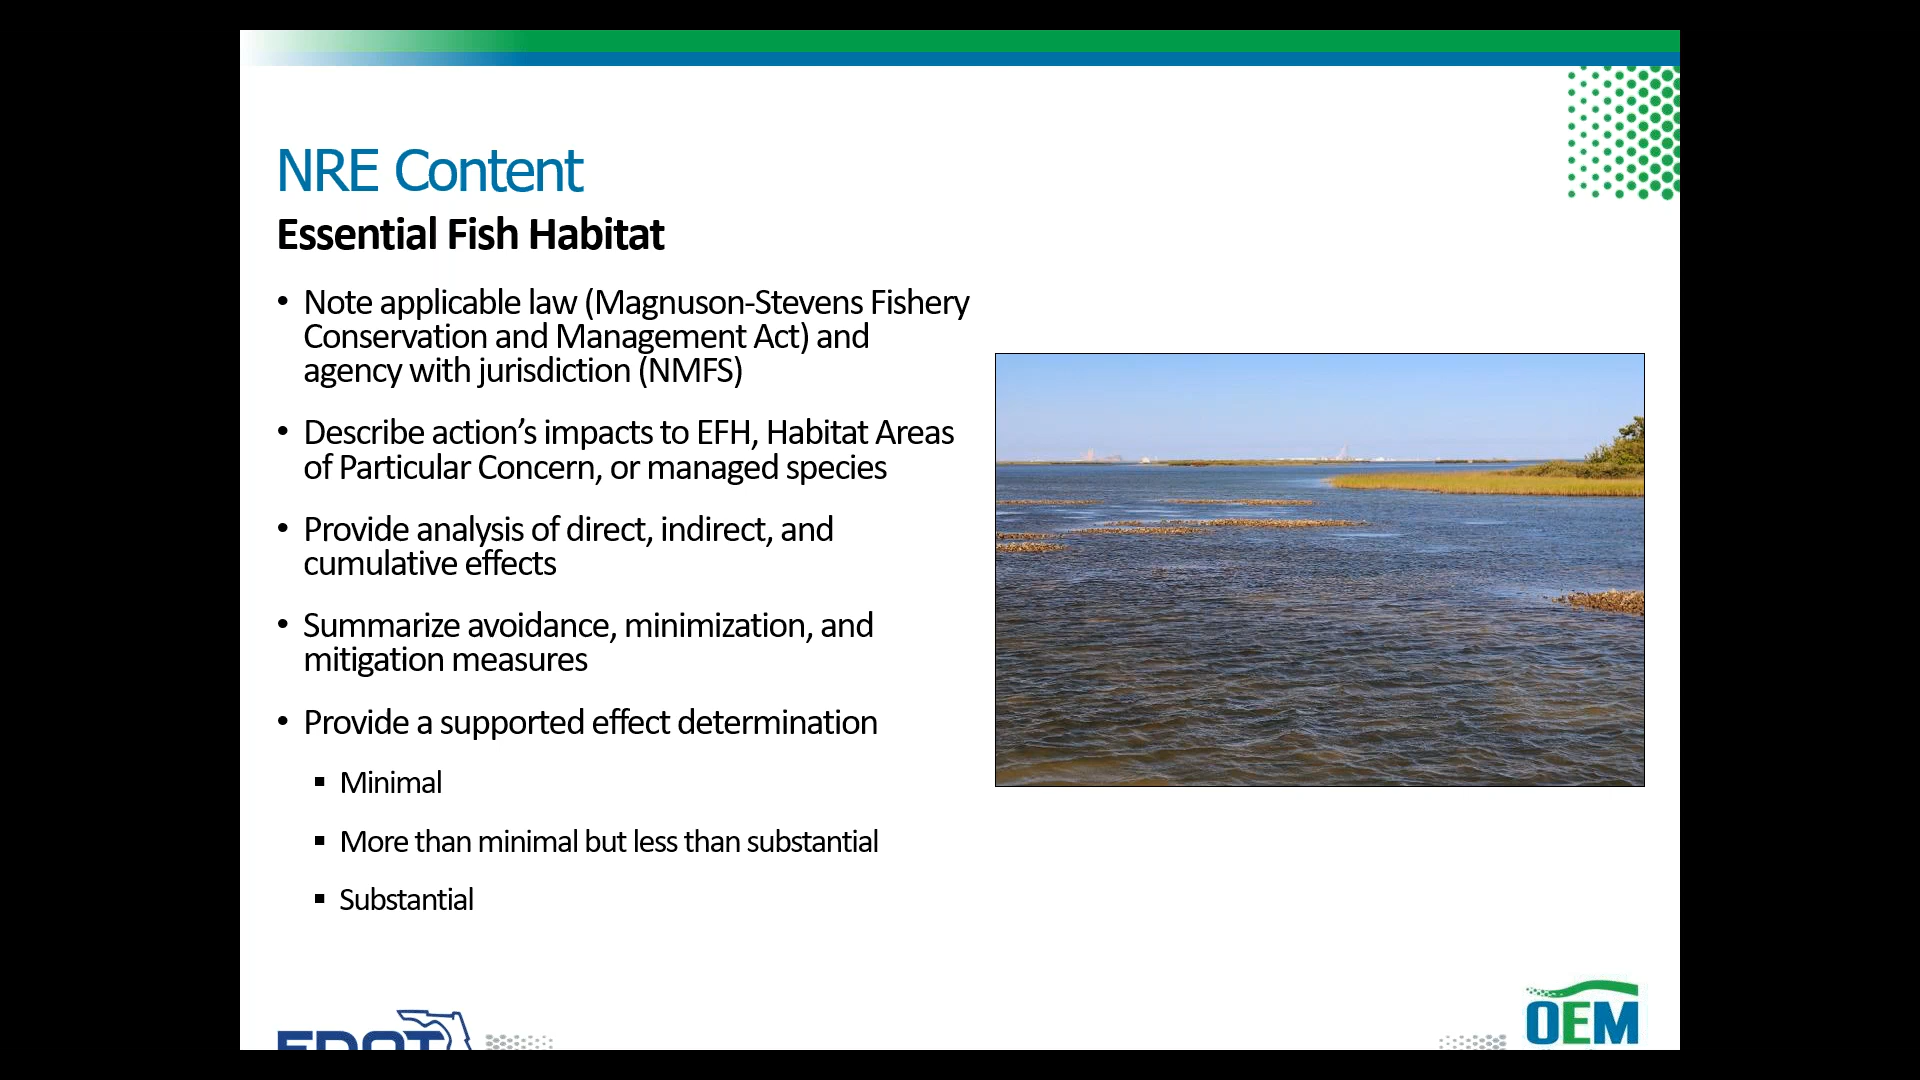 NRE Content
Essential Fish Habitat
• Note applicable law (Magnuson-Stevens Fishery
Conservation and Management Act) and
agency with jurisdiction (NMFS)
• Describe action’s impacts to EFH, Habitat Areas
of Particular Concern, or managed species
• Provide analysis of direct, indirect, and
cumulative effects
• Summarize avoidance, minimization, and
mitigation measures
• Provide a supported effect determination
▪ Minimal
▪ More than minimal but less than substantial
▪ Substantial
FDOT
OEM